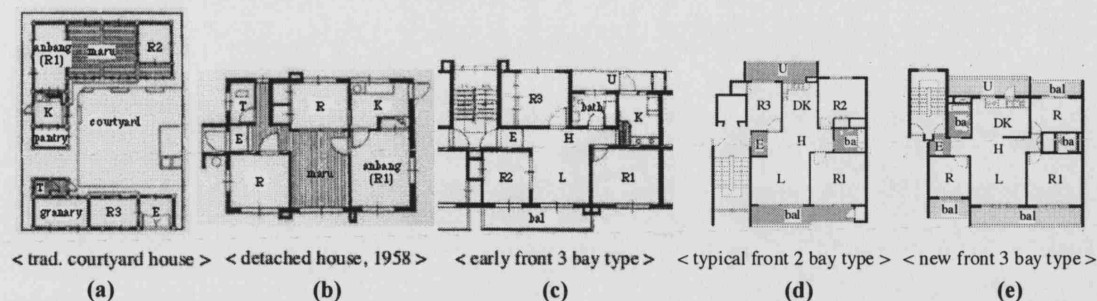 anbang
(R1)
maru
R2
K
pantry
courtyard
T
granary
R3
E
T
R
K
E
R
maru
anbang
(R1)
U
R3
bath
K
E
H
R2
L
R1
bal
U
R3
DK
R2
E
H
ba
L
R1
bal
U
bal
ba
DK
R
E
H
ba
R
L
R1
bal
bal
< trad. courtyard house >
< detached house, 1958 >
< early front 3 bay type >
< typical front 2 bay type >
< new front 3 bay type >
(a)
(b)
(c)
(d)
(e)